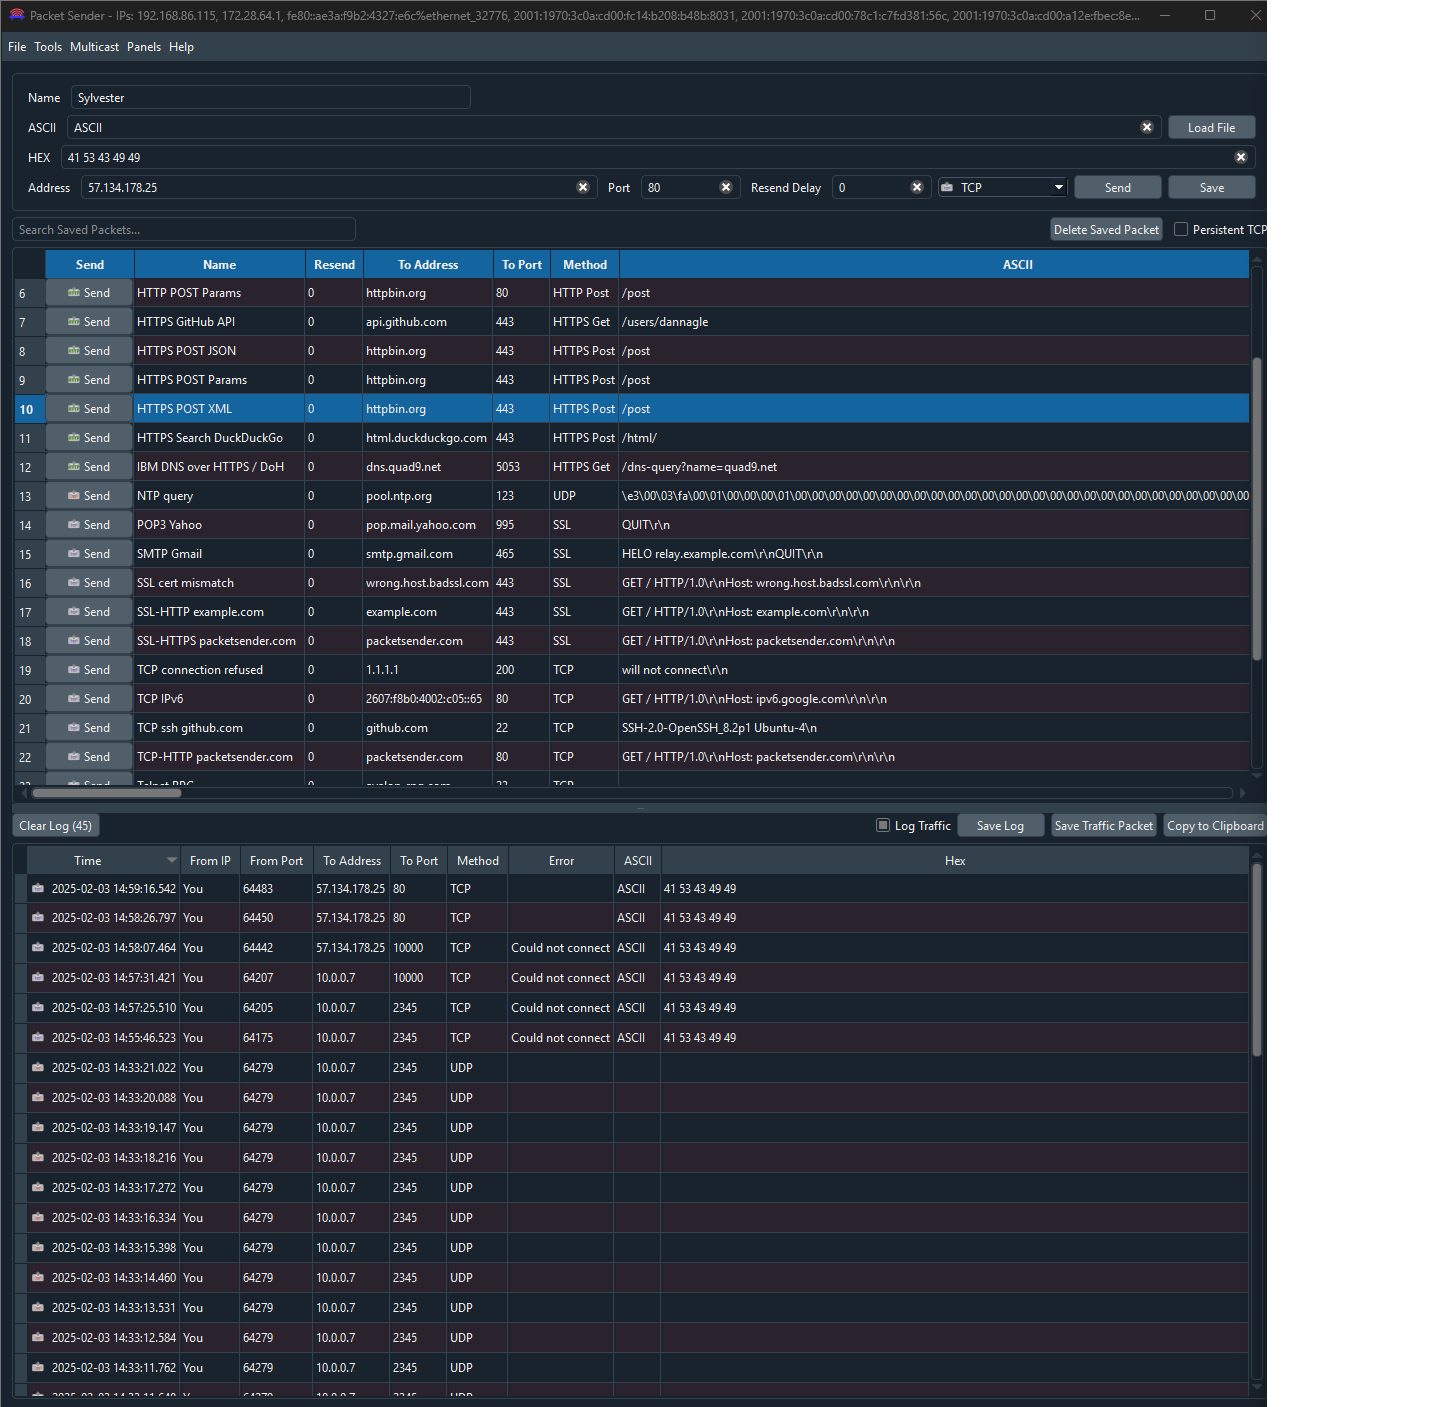 Packet Sender - IPs: 192.168.86.115, 172.28.64.1, fe80::ae3a:f9b2:4327:e6c%ethernet_32776, 2001:1970:3c0a:cd00:fc14:b208:b48b:8031, 2001:1970:3c0a:cd00:78c1:c7f:d381:56c, 2001:1970:3c0a:cd00:a12e:fbec:8e...
File Tools Multicast Panels Help
Name Sylvester
ASCII ASCII Load File
HEX 41 53 43 49 49
Address 57.134.178.25 Port 80 Resend Delay 0 TCP Send Save
Search Saved Packets... Delete Saved Packet Persistent TCP
Send Name Resend To Address To Port Method ASCII
6 Send HTTP POST Params 0 httpbin.org 80 HTTP Post /post
7 Send HTTPS GitHub API 0 api.github.com 443 HTTPS Get /users/dannagle
8 Send HTTPS POST JSON 0 httpbin.org 443 HTTPS Post /post
9 Send HTTPS POST Params 0 httpbin.org 443 HTTPS Post /post
10 Send HTTPS POST XML 0 httpbin.org 443 HTTPS Post /post
11 Send HTTPS Search DuckDuckGo 0 html.duckduckgo.com 443 HTTPS Post /html/
12 Send IBM DNS over HTTPS / DoH 0 dns.quad9.net 5053 HTTPS Get /dns-query?name=quad9.net
13 Send NTP query 0 pool.ntp.org 123 UDP \e3\00\03\fa\00\01\00\00\00\01\00\00\00\00\00\00\00\00\00\00\00\00\00\00\00\00\00\00\00\00\00\00\00\00\00\00
14 Send POP3 Yahoo 0 pop.mail.yahoo.com 995 SSL QUIT\r\n
15 Send SMTP Gmail 0 smtp.gmail.com 465 SSL HELO relay.example.com\r\nQUIT\r\n
16 Send SSL cert mismatch 0 wrong.host.badssl.com 443 SSL GET / HTTP/1.0\r\nHost: wrong.host.badssl.com\r\n\r\n
17 Send SSL-HTTP example.com 0 example.com 443 SSL GET / HTTP/1.0\r\nHost: example.com\r\n\r\n
18 Send SSL-HTTPS packetsender.com 0 packetsender.com 443 SSL GET / HTTP/1.0\r\nHost: packetsender.com\r\n\r\n
19 Send TCP connection refused 0 1.1.1.1 200 TCP will not connect\r\n
20 Send TCP IPv6 0 2607:f8b0:4002:c05::65 80 TCP GET / HTTP/1.0\r\nHost: ipv6.google.com\r\n\r\n
21 Send TCP ssh github.com 0 github.com 22 TCP SSH-2.0-OpenSSH_8.2p1 Ubuntu-4\n
22 Send TCP-HTTP packetsender.com 0 packetsender.com 80 TCP GET / HTTP/1.0\r\nHost: packetsender.com\r\n\r\n
Clear Log (45) Log Traffic Save Log Save Traffic Packet Copy to Clipboard
Time From IP From Port To Address To Port Method Error ASCII Hex
2025-02-03 14:59:16.542 You 64483 57.134.178.25 80 TCP ASCII 41 53 43 49 49
2025-02-03 14:58:26.797 You 64450 57.134.178.25 80 TCP ASCII 41 53 43 49 49
2025-02-03 14:58:07.464 You 64442 57.134.178.25 10000 TCP Could not connect ASCII 41 53 43 49 49
2025-02-03 14:57:31.421 You 64207 10.0.0.7 10000 TCP Could not connect ASCII 41 53 43 49 49
2025-02-03 14:57:25.510 You 64205 10.0.0.7 2345 TCP Could not connect ASCII 41 53 43 49 49
2025-02-03 14:55:46.523 You 64175 10.0.0.7 2345 TCP Could not connect ASCII 41 53 43 49 49
2025-02-03 14:33:21.022 You 64279 10.0.0.7 2345 UDP
2025-02-03 14:33:20.088 You 64279 10.0.0.7 2345 UDP
2025-02-03 14:33:19.147 You 64279 10.0.0.7 2345 UDP
2025-02-03 14:33:18.216 You 64279 10.0.0.7 2345 UDP
2025-02-03 14:33:17.272 You 64279 10.0.0.7 2345 UDP
2025-02-03 14:33:16.334 You 64279 10.0.0.7 2345 UDP
2025-02-03 14:33:15.398 You 64279 10.0.0.7 2345 UDP
2025-02-03 14:33:14.460 You 64279 10.0.0.7 2345 UDP
2025-02-03 14:33:13.531 You 64279 10.0.0.7 2345 UDP
2025-02-03 14:33:12.584 You 64279 10.0.0.7 2345 UDP
2025-02-03 14:33:11.762 You 64279 10.0.0.7 2345 UDP